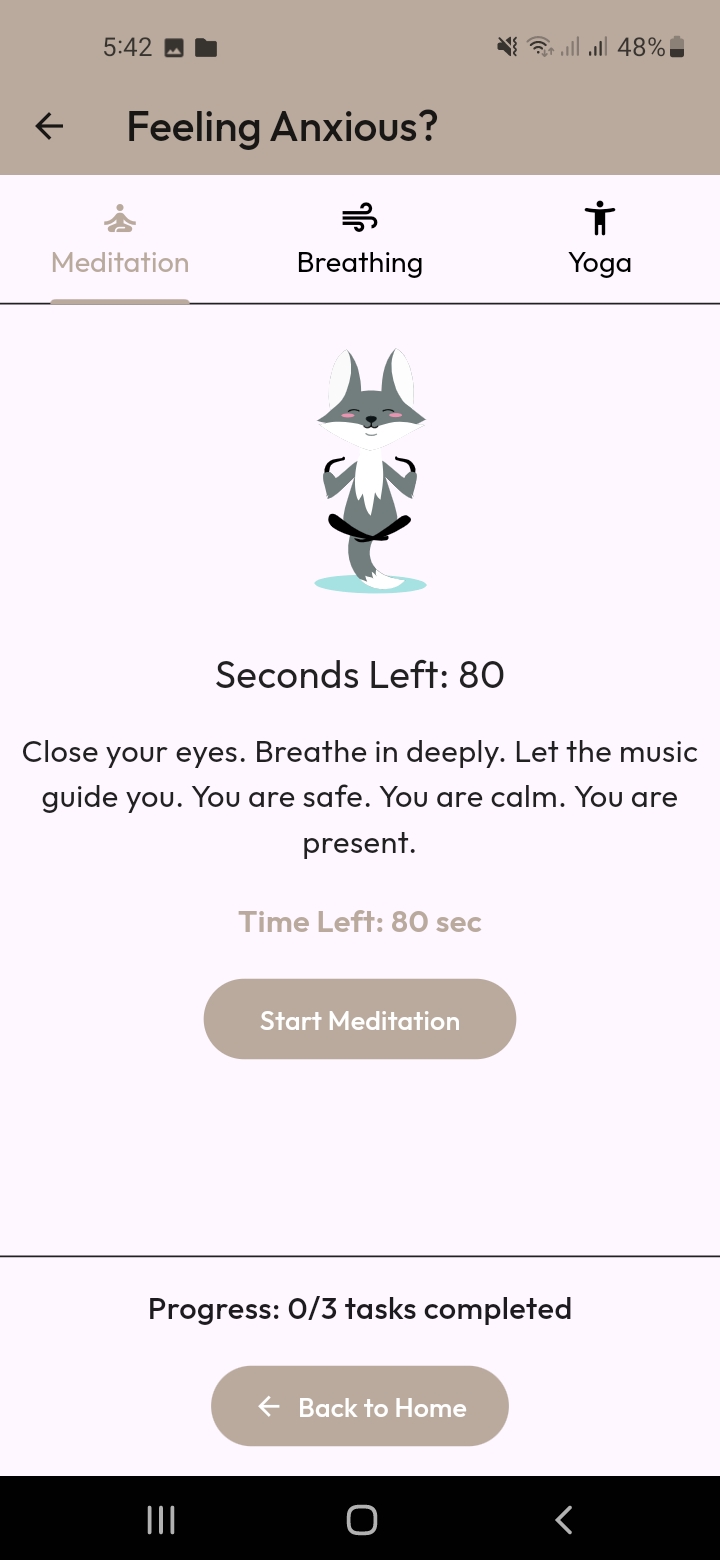 5:42 48%
Feeling Anxious?
Meditation Breathing Yoga
Seconds Left: 80
Close your eyes. Breathe in deeply. Let the music
guide you. You are safe. You are calm. You are
present.
Time Left: 80 sec
Start Meditation
Progress: 0/3 tasks completed
Back to Home